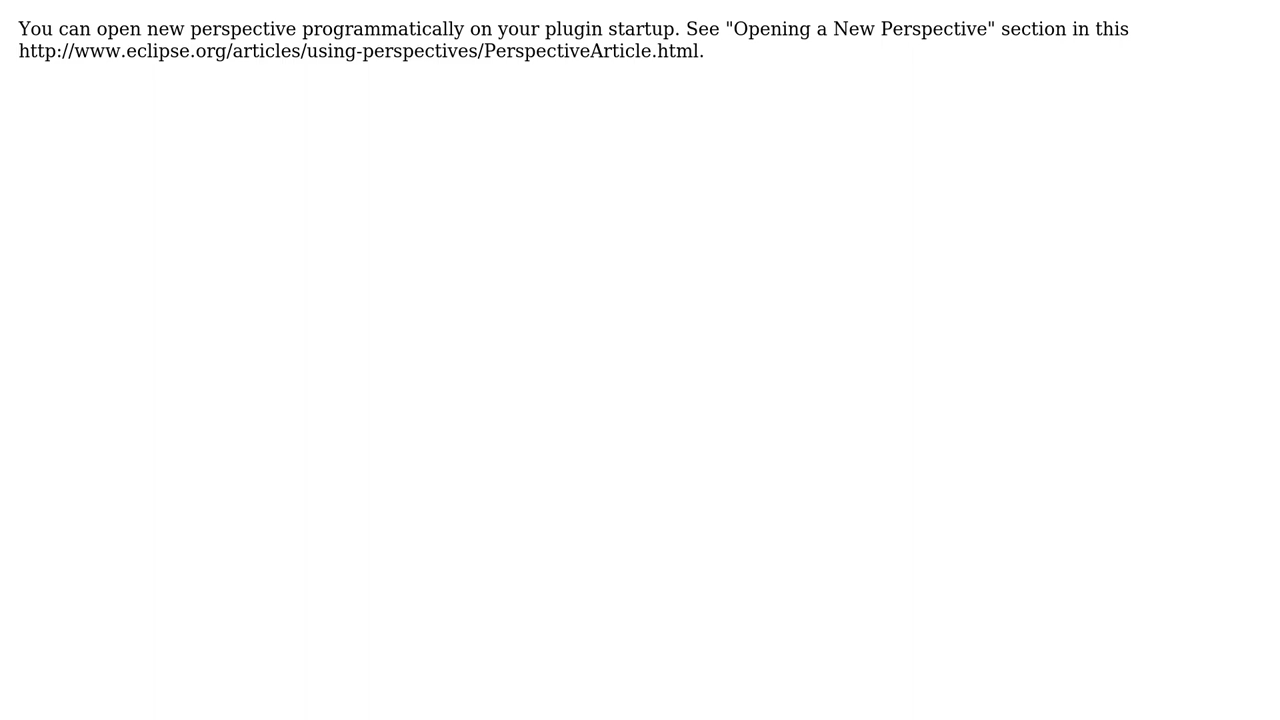 You can open new perspective programmatically on your plugin startup. See "Opening a New Perspective" section in this
http://www.eclipse.org/articles/using-perspectives/PerspectiveArticle.html.